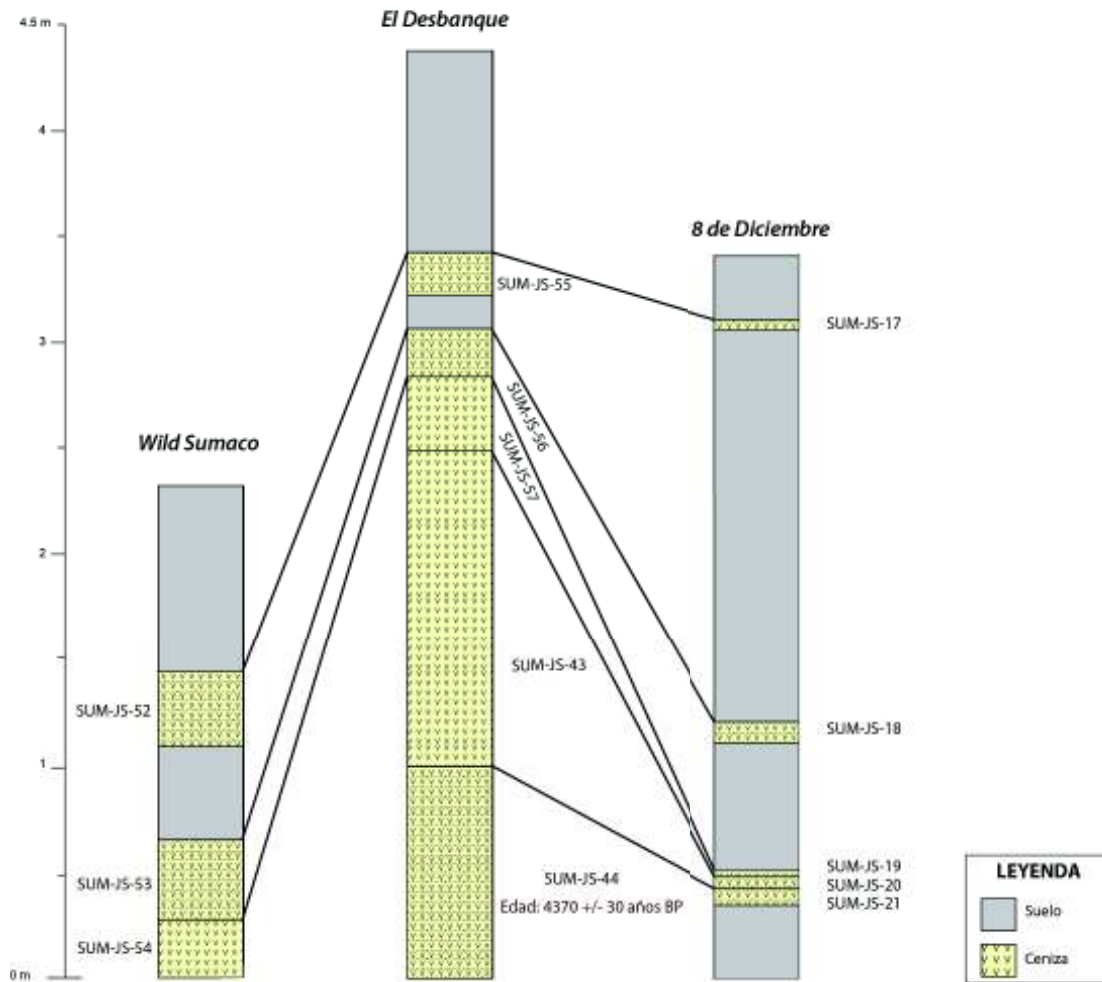 4.5 m
El Desbanque
4
8 de Diciembre
SUM-JS-55
SUM-JS-17
3
SUM-JS-56
Wild Sumaco
SUM-JS-57
2
SUM-JS-43
SUM-JS-52
SUM-JS-18
1
SUM-JS-19
SUM-JS-53
SUM-JS-44
SUM-JS-20
Edad: 4370 +/- 30 años BP
SUM-JS-21
LEYENDA
Suelo
SUM-JS-54
Ceniza
0 m